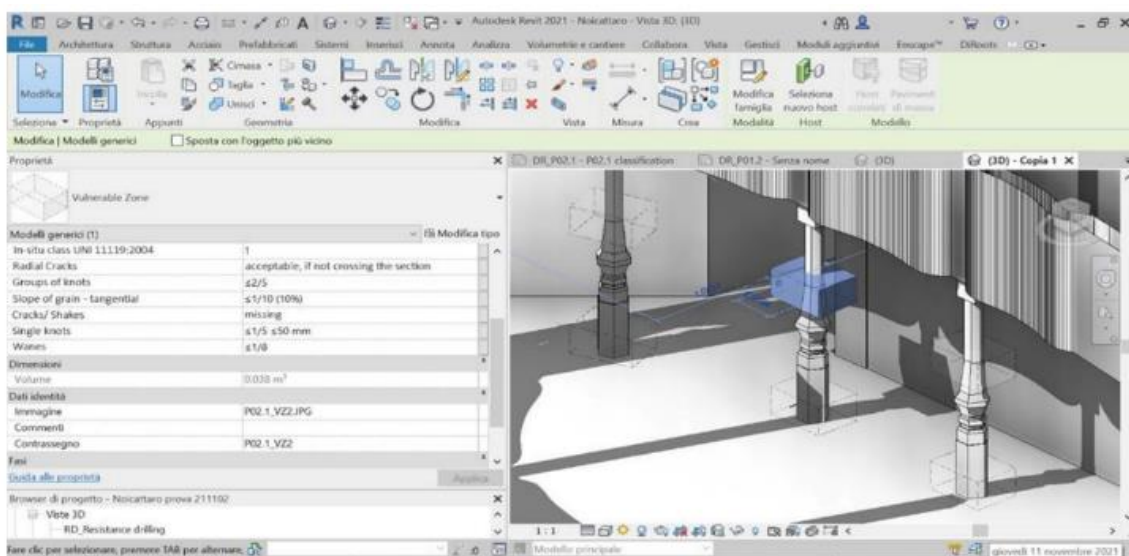 Autodesk Revit 2021 - Noicattaro - Vista 3D: {3D}
File Architettura Struttura Acciaio Prefabbricati Sistemi Inserisci Annota Analizza Volumetrie e cantiere Collabora Vista Gestisci Moduli aggiuntivi Enscape™ DiRoots
Modifica
Incolla
Cimasa
Taglia
Unisci
Modifica famiglia
Seleziona nuovo host
Seleziona Proprietà Appunti Geometria Modifica Vista Misura Crea Modalità Host Modello
Modifica | Modelli generici Sposta con l'oggetto più vicino
Proprietà
DR_P02.1 - P02.1 classification DR_P01.2 - Senza nome {3D} {3D} - Copia 1
Vulnerable Zone
Modelli generici (1) Modifica tipo
In-situ class UNI 11119:2004 1
Radial Cracks acceptable, if not crossing the section
Groups of knots ≤2/5
Slope of grain - tangential ≤1/10 (10%)
Cracks/ Shakes missing
Single knots ≤1/5 ≤50 mm
Wanes ≤1/8
Dimensioni
Volume 0.038 m³
Dati identità
Immagine P02.1_VZ2.JPG
Commenti
Contrassegno P02.1_VZ2
Fasi
Guida alle proprietà Applica
Browser di progetto - Noicattaro prova 211102
Viste 3D
RD_Resistance drilling
1:1
Fare clic per selezionare, premere TAB per alternare, :0 Modello principale
giovedì 11 novembre 2021